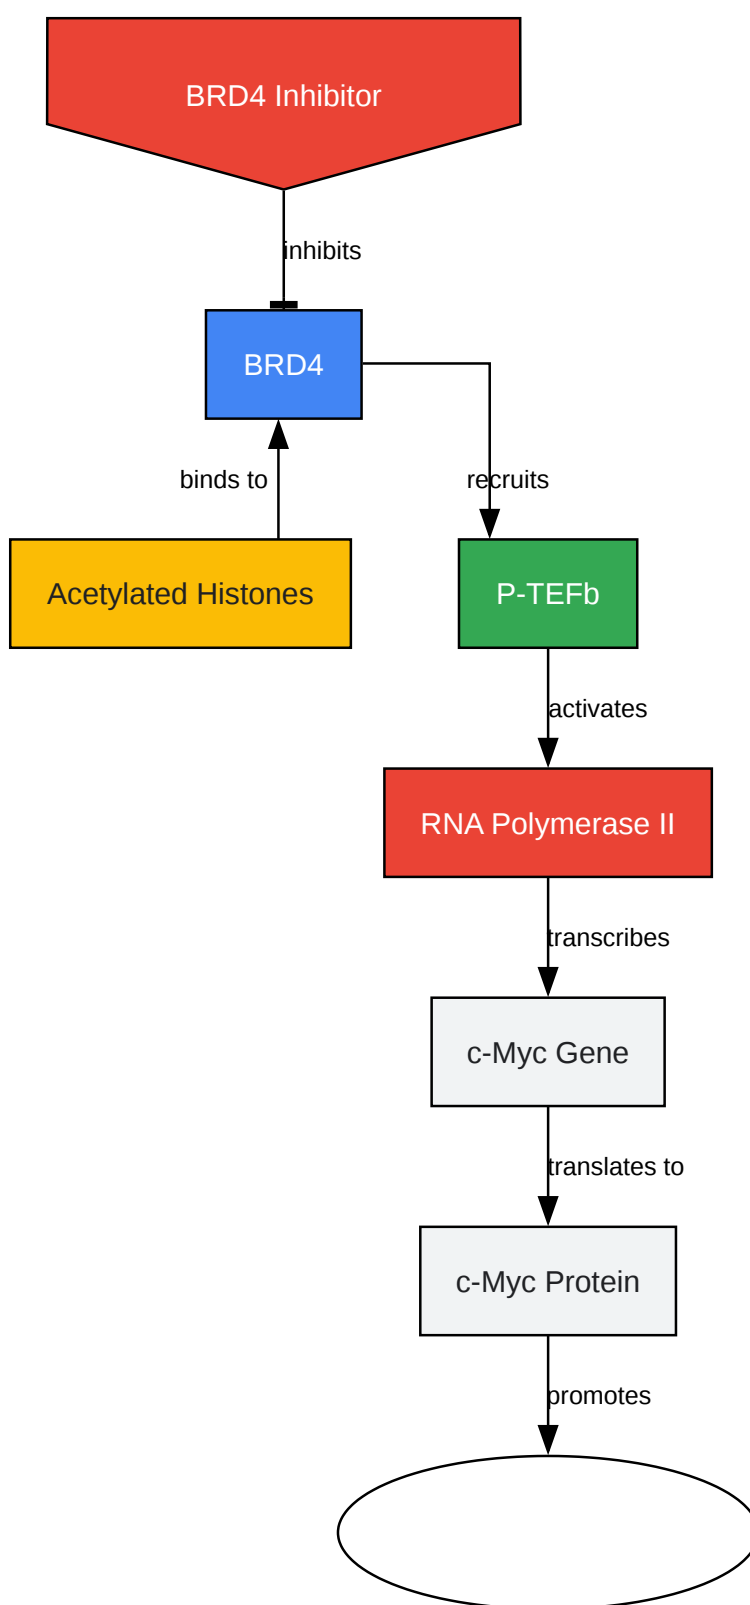 BRD4 Inhibitor
inhibits
BRD4
binds to
recruits
Acetylated Histones
P-TEFb
activates
RNA Polymerase II
transcribes
c-Myc Gene
translates to
c-Myc Protein
promotes